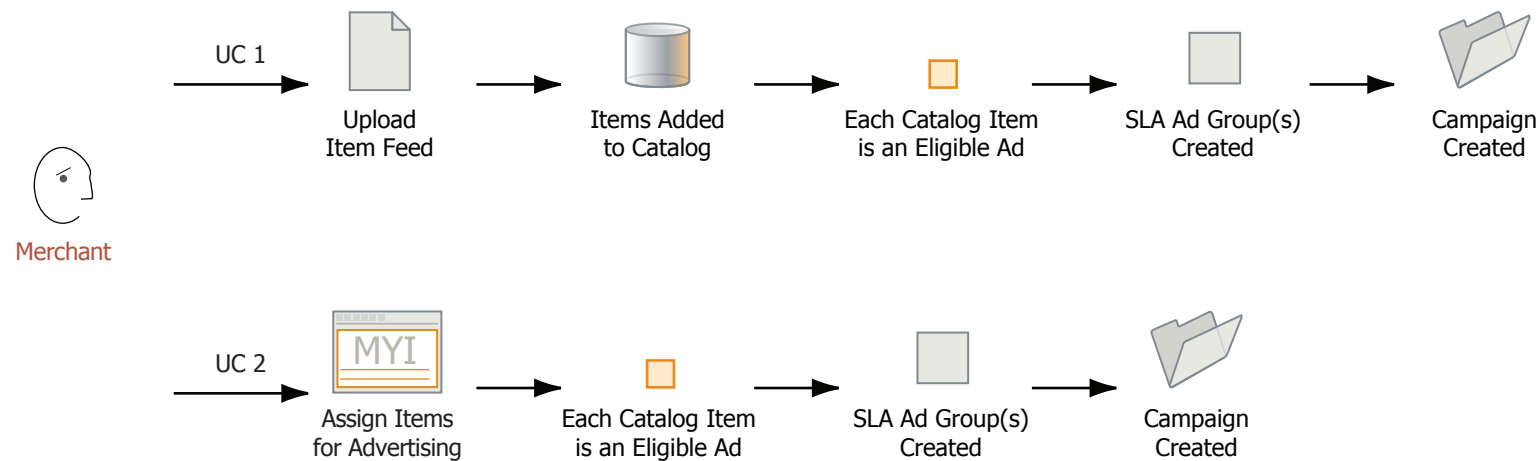 UC 1
Upload
Item Feed
Items Added
to Catalog
Each Catalog Item
is an Eligible Ad
SLA Ad Group(s)
Created
Campaign
Created
Merchant
UC 2
MYI
Assign Items
for Advertising
Each Catalog Item
is an Eligible Ad
SLA Ad Group(s)
Created
Campaign
Created